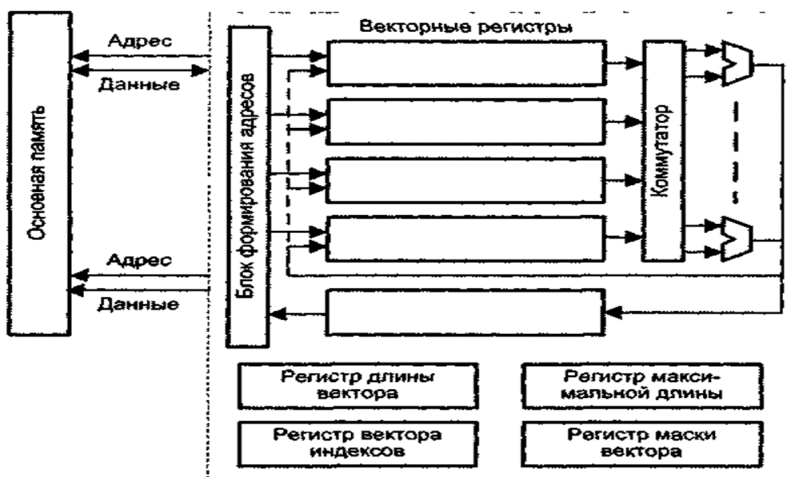 Векторные регистры
Адрес
Данные
Основная память
Блок формирования адресов
Коммутатор
Адрес
Данные
Регистр длины
вектора
Регистр макси-
мальной длины
Регистр вектора
индексов
Регистр маски
вектора